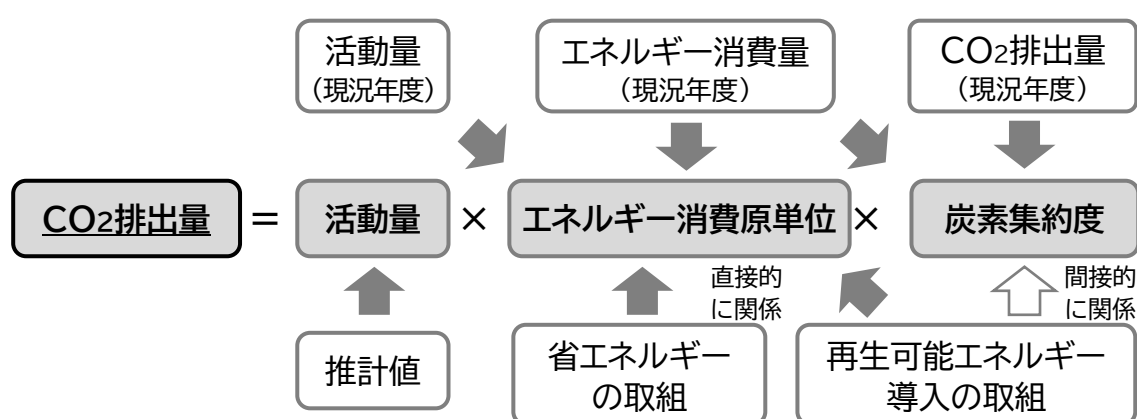 活動量
（現況年度）
エネルギー消費量
（現況年度）
CO2排出量
（現況年度）
CO2排出量 = 活動量 × エネルギー消費原単位 × 炭素集約度
直接的
に関係
間接的
に関係
推計値
省エネルギー
の取組
再生可能エネルギー
導入の取組